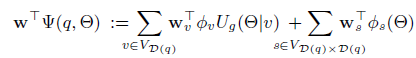 w⊤Ψ(q, Θ) := ∑_{v∈V_{D(q)}} w_v^⊤ φ_v U_g(Θ|v) + ∑_{s∈V_{D(q)×D(q)}} w_s^⊤ φ_s(Θ)